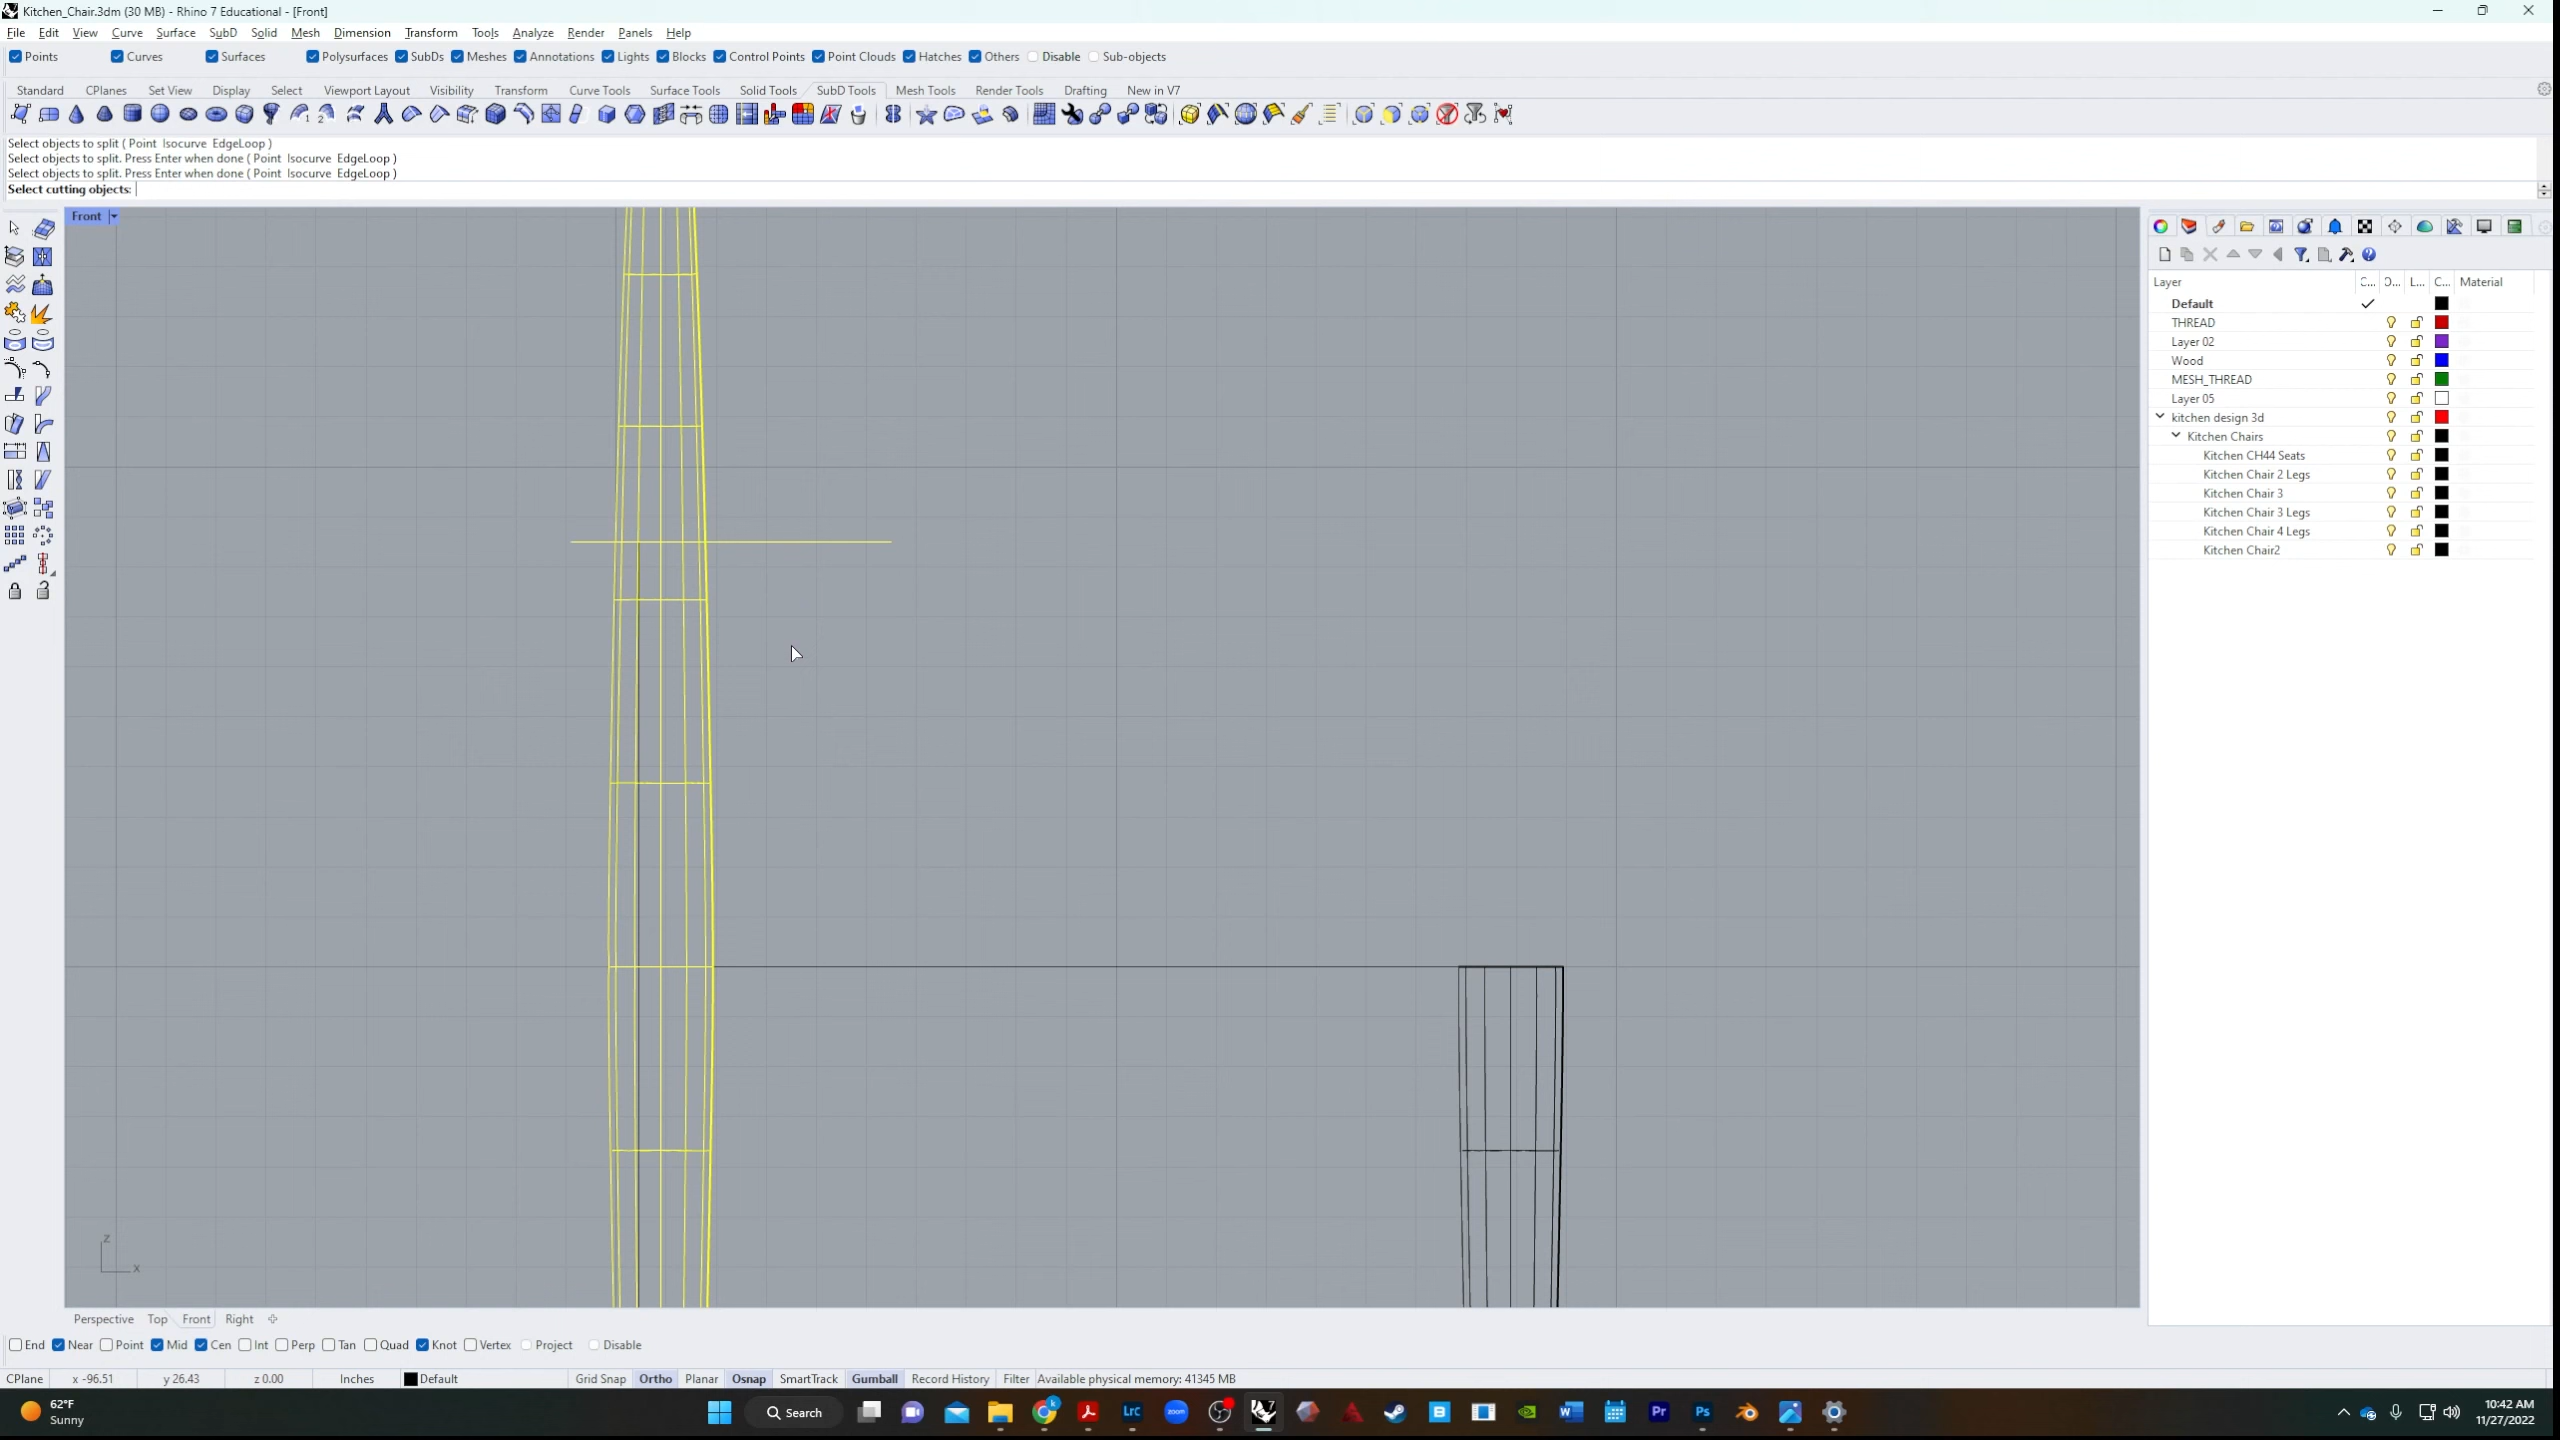 Kitchen_Chair.3dm (30 MB) - Rhino 7 Educational - [Front]
File Edit View Curve Surface SubD Solid Mesh Dimension Transform Tools Analyze Render Panels Help
Points Curves Surfaces Polysurfaces SubDs Meshes Annotations Lights Blocks Control Points Point Clouds Hatches Others Disable Sub-objects
Standard CPlanes Set View Display Select Viewport Layout Visibility Transform Curve Tools Surface Tools Solid Tools SubD Tools Mesh Tools Render Tools Drafting New in V7
Select objects to split ( Point Isocurve EdgeLoop )
Select objects to split. Press Enter when done ( Point Isocurve EdgeLoop )
Select objects to split. Press Enter when done ( Point Isocurve EdgeLoop )
Select cutting objects:
Front
Layer C... O... L... C... Material
Default
THREAD
Layer 02
Wood
MESH_THREAD
Layer 05
kitchen design 3d
Kitchen Chairs
Kitchen CH44 Seats
Kitchen Chair 2 Legs
Kitchen Chair 3
Kitchen Chair 3 Legs
Kitchen Chair 4 Legs
Kitchen Chair2
z
x
Perspective Top Front Right
End Near Point Mid Cen Int Perp Tan Quad Knot Vertex Project Disable
CPlane x -96.51 y 26.43 z 0.00 Inches Default Grid Snap Ortho Planar Osnap SmartTrack Gumball Record History Filter Available physical memory: 41345 MB
62°F
Sunny
Search
LrC
zoom
7
B
W
Pr
Ps
10:42 AM
11/27/2022